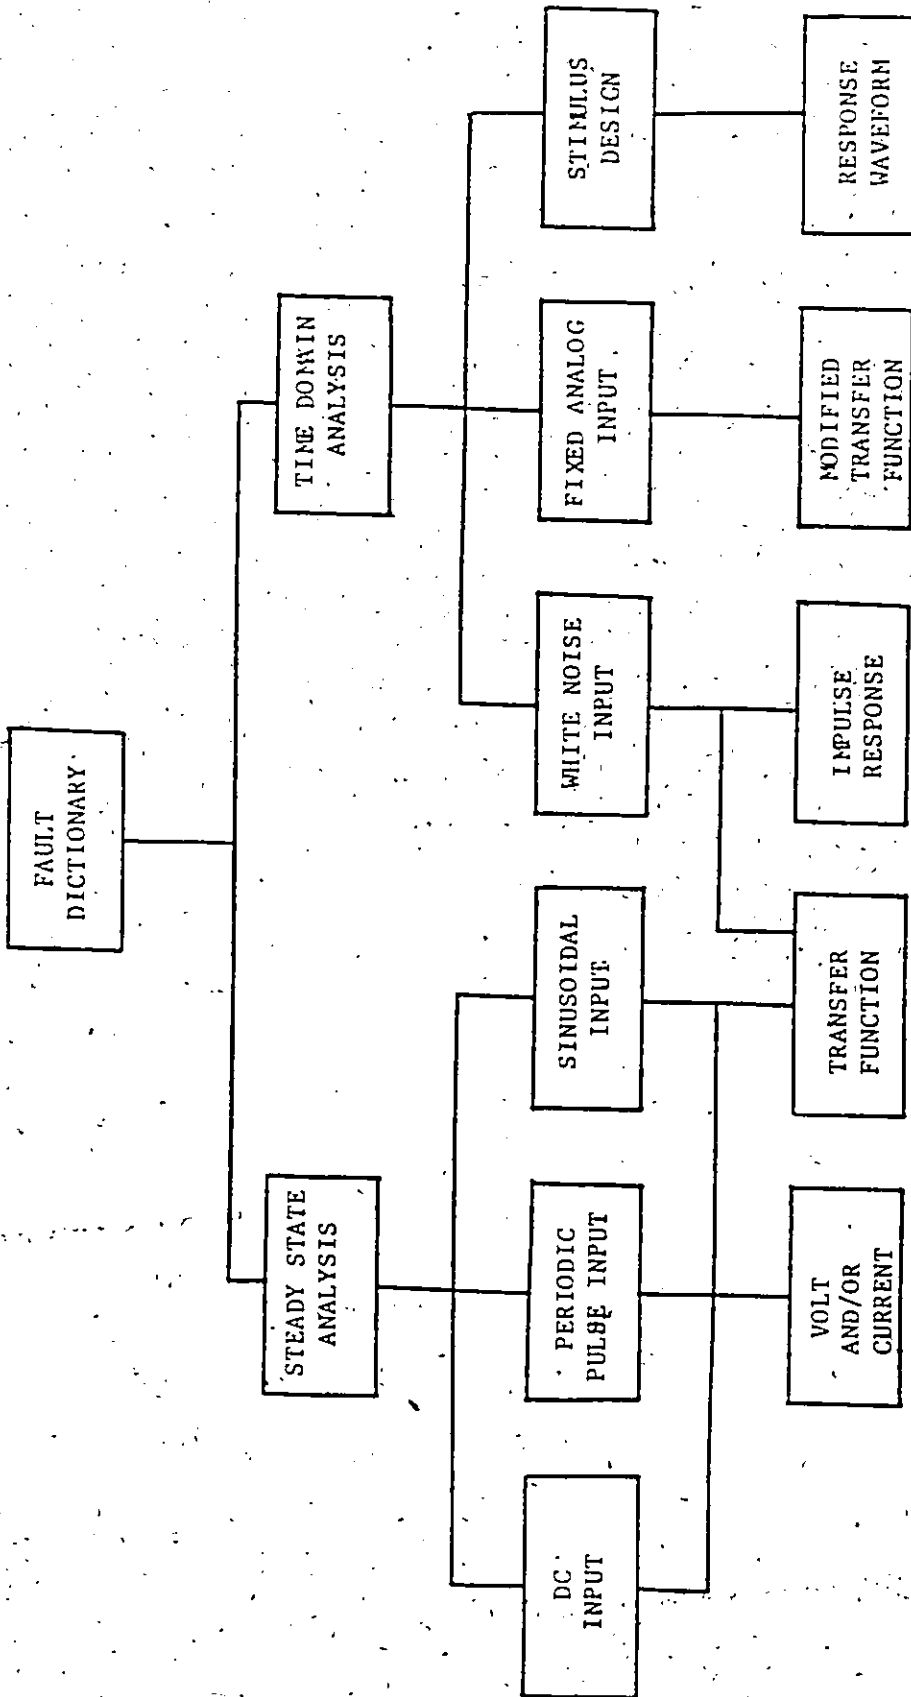 FAULT
DICTIONARY
STEADY STATE
ANALYSIS
TIME DOMAIN
ANALYSIS
DC
INPUT
PERIODIC
PULSE INPUT
SINUSOIDAL
INPUT
WHITE NOISE
INPUT
FIXED ANALOG
INPUT
STIMULUS
DESIGN
VOLT
AND/OR
CURRENT
TRANSFER
FUNCTION
IMPULSE
RESPONSE
MODIFIED
TRANSFER
FUNCTION
RESPONSE
WAVEFORM